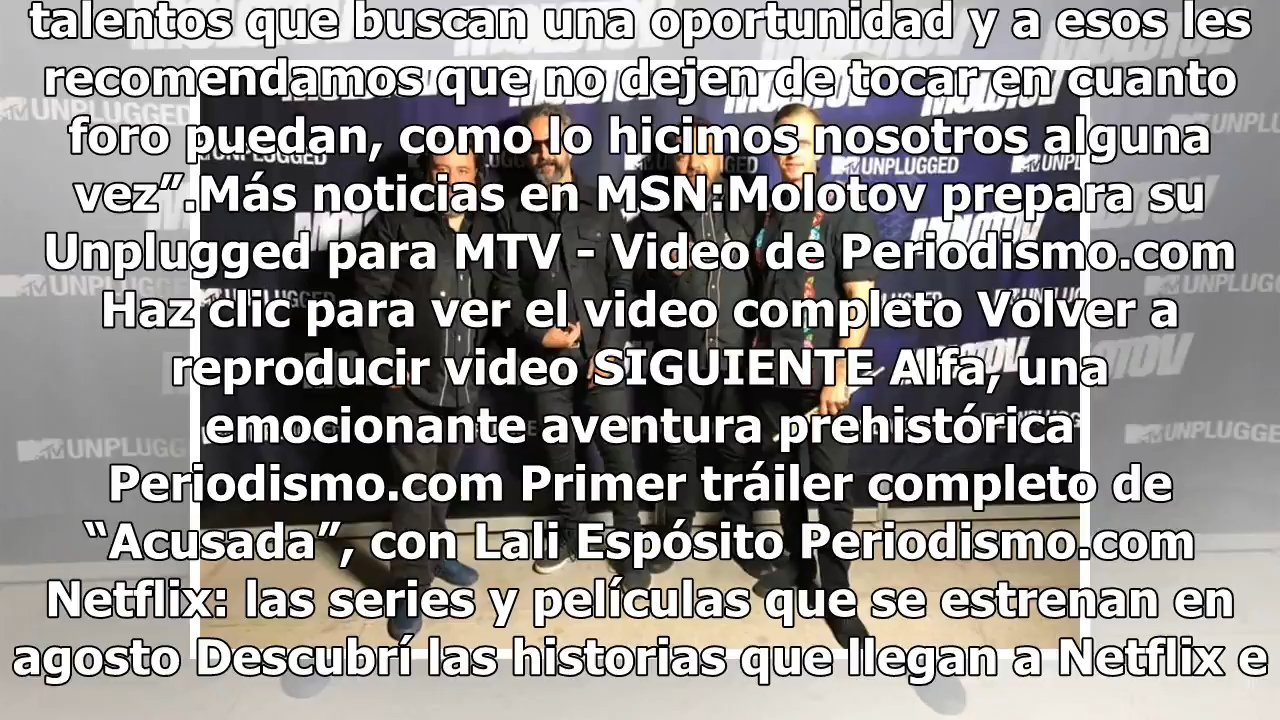 talentos que buscan una oportunidad y a esos les
recomendamos que no dejen de tocar en cuanto
foro puedan, como lo hicimos nosotros alguna
vez”.Más noticias en MSN:Molotov prepara su
Unplugged para MTV - Video de Periodismo.com
Haz clic para ver el video completo Volver a
reproducir video SIGUIENTE Alfa, una
emocionante aventura prehistórica
Periodismo.com Primer tráiler completo de
“Acusada”, con Lali Espósito Periodismo.com
Netflix: las series y películas que se estrenan en
agosto Descubrí las historias que llegan a Netflix e
MOLOTOV
UNPLUGGED
UNPLUGGED
UNPLUGGED